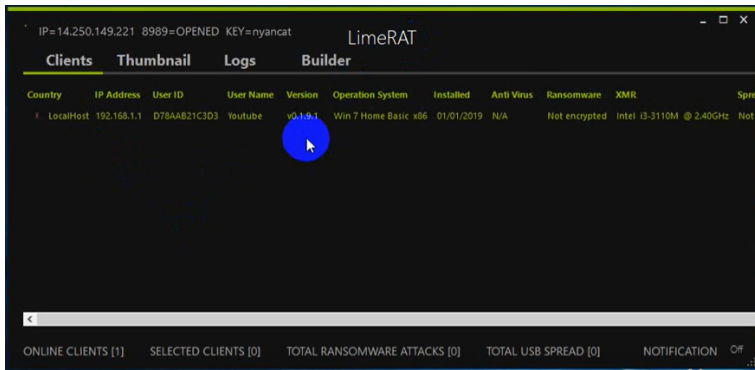 IP=14.250.149.221 8989=OPENED KEY=nyancat
LimeRAT
Clients Thumbnail Logs Builder
Country IP Address User ID User Name Version Operation System Installed Anti Virus Ransomware XMR Spre
LocalHost 192.168.1.1 D78AAB21C3D3 Youtube v0.1.9.1 Win 7 Home Basic x86 01/01/2019 N/A Not encrypted Intel i3-3110M @ 2.40GHz Not
ONLINE CLIENTS [1] SELECTED CLIENTS [0] TOTAL RANSOMWARE ATTACKS [0] TOTAL USB SPREAD [0] NOTIFICATION Off